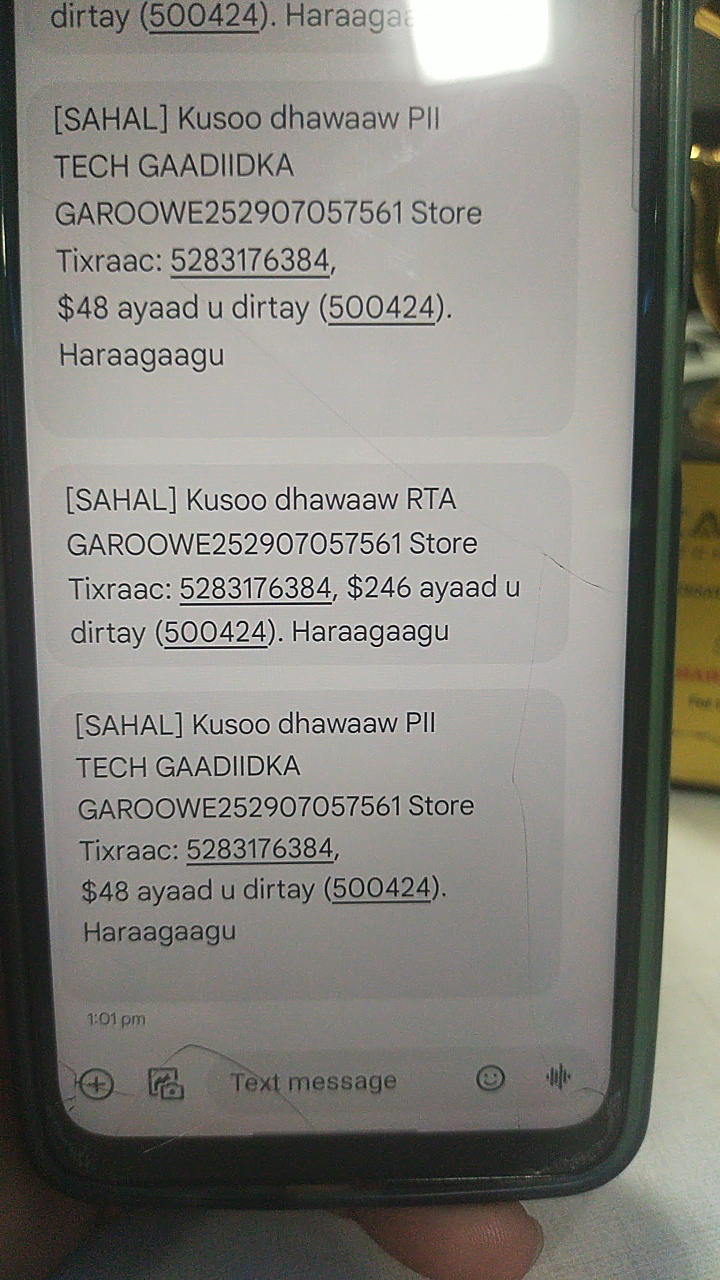 dirtay (500424). Haraagaa
[SAHAL] Kusoo dhawaaw PII
TECH GAADIIDKA
GAROOWE252907057561 Store
Tixraac: 5283176384,
$48 ayaad u dirtay (500424).
Haraagaagu
[SAHAL] Kusoo dhawaaw RTA
GAROOWE252907057561 Store
Tixraac: 5283176384, $246 ayaad u
dirtay (500424). Haraagaagu
[SAHAL] Kusoo dhawaaw PII
TECH GAADIIDKA
GAROOWE252907057561 Store
Tixraac: 5283176384,
$48 ayaad u dirtay (500424).
Haraagaagu
1:01 pm
Text message